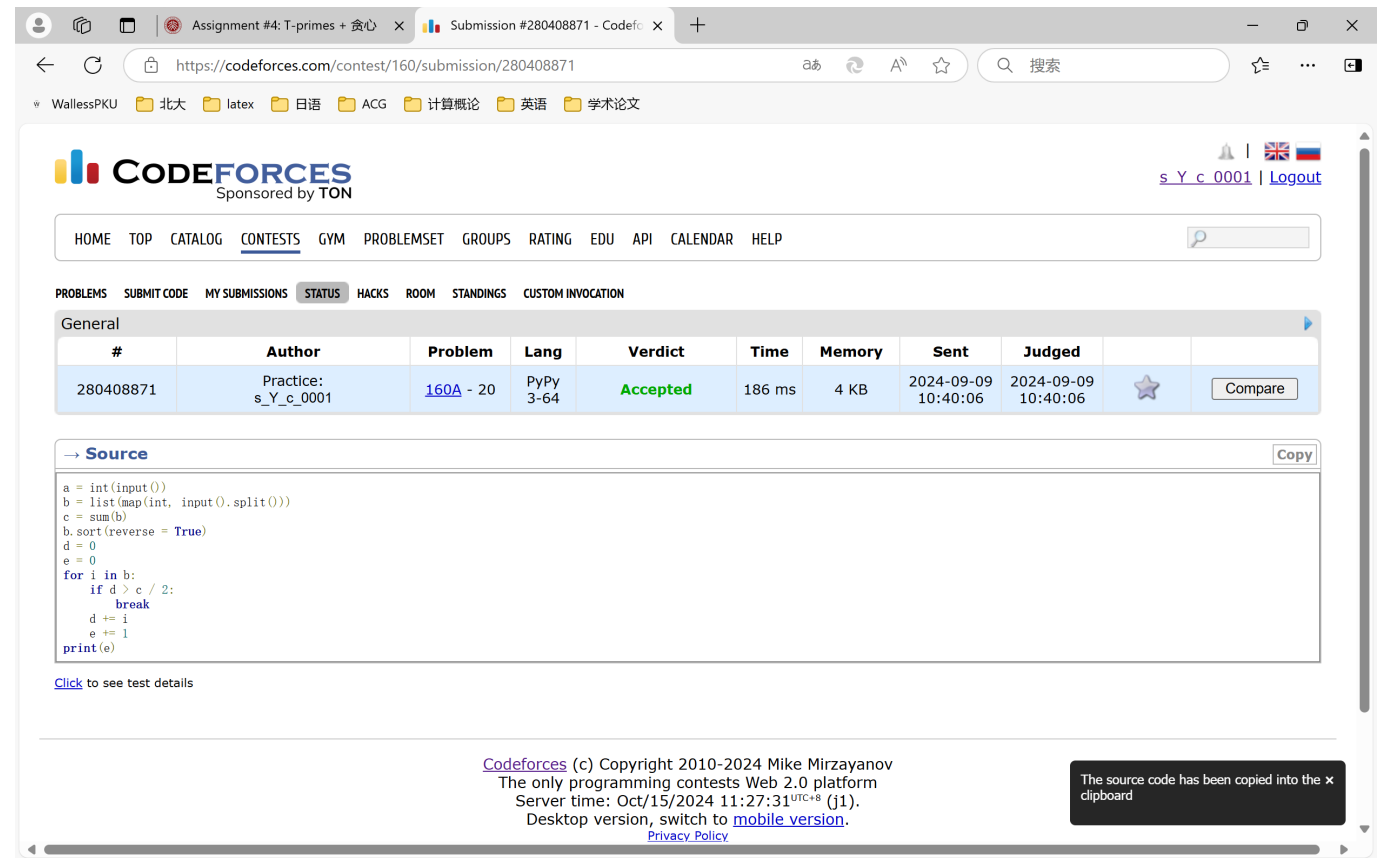 Assignment #4: T-primes + 贪心
Submission #280408871 - Codefo
https://codeforces.com/contest/160/submission/280408871
搜索
WallessPKU 北大 latex 日语 ACG 计算概论 英语 学术论文
CODEFORCES
Sponsored by TON
s_Y_c_0001 | Logout
HOME TOP CATALOG CONTESTS GYM PROBLEMSET GROUPS RATING EDU API CALENDAR HELP
PROBLEMS SUBMIT CODE MY SUBMISSIONS STATUS HACKS ROOM STANDINGS CUSTOM INVOCATION
General
# Author Problem Lang Verdict Time Memory Sent Judged
280408871 Practice: s_Y_c_0001 160A - 20 PyPy 3-64 Accepted 186 ms 4 KB 2024-09-09 10:40:06 2024-09-09 10:40:06 Compare
→ Source Copy
a = int(input())
b = list(map(int, input().split()))
c = sum(b)
b.sort(reverse = True)
d = 0
e = 0
for i in b:
    if d > c / 2:
        break
    d += i
    e += 1
print(e)
Click to see test details
Codeforces (c) Copyright 2010-2024 Mike Mirzayanov
The only programming contests Web 2.0 platform
Server time: Oct/15/2024 11:27:31UTC+8 (j1).
Desktop version, switch to mobile version.
Privacy Policy
The source code has been copied into the ×
clipboard